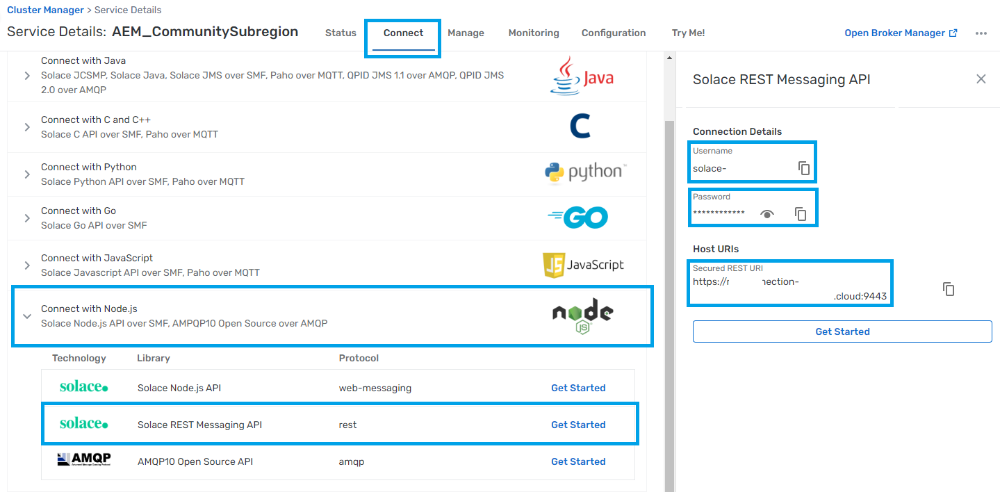 Cluster Manager > Service Details
Service Details: AEM_CommunitySubregion
Status
Connect
Manage
Monitoring
Configuration
Try Me!
Open Broker Manager
Connect with Java
Solace JCSMP, Solace Java, Solace JMS over SMF, Paho over MQTT, QPID JMS 1.1 over AMQP, QPID JMS
2.0 over AMQP
Java
Connect with C and C++
Solace C API over SMF, Paho over MQTT
C
Connect with Python
Solace Python API over SMF, Paho over MQTT
python™
Connect with Go
Solace Go API over SMF
GO
Connect with JavaScript
Solace Javascript API over SMF, Paho over MQTT
JS JavaScript
Connect with Node.js
Solace Node.js API over SMF, AMPQP10 Open Source over AMQP
node
JS
Technology Library Protocol
solace. Solace Node.js API web-messaging Get Started
solace. Solace REST Messaging API rest Get Started
AMQP AMQP10 Open Source API amqp Get Started
Solace REST Messaging API
Connection Details
Username
solace-
Password
************
Host URIs
Secured REST URI
https://r nection-
.cloud:9443
Get Started